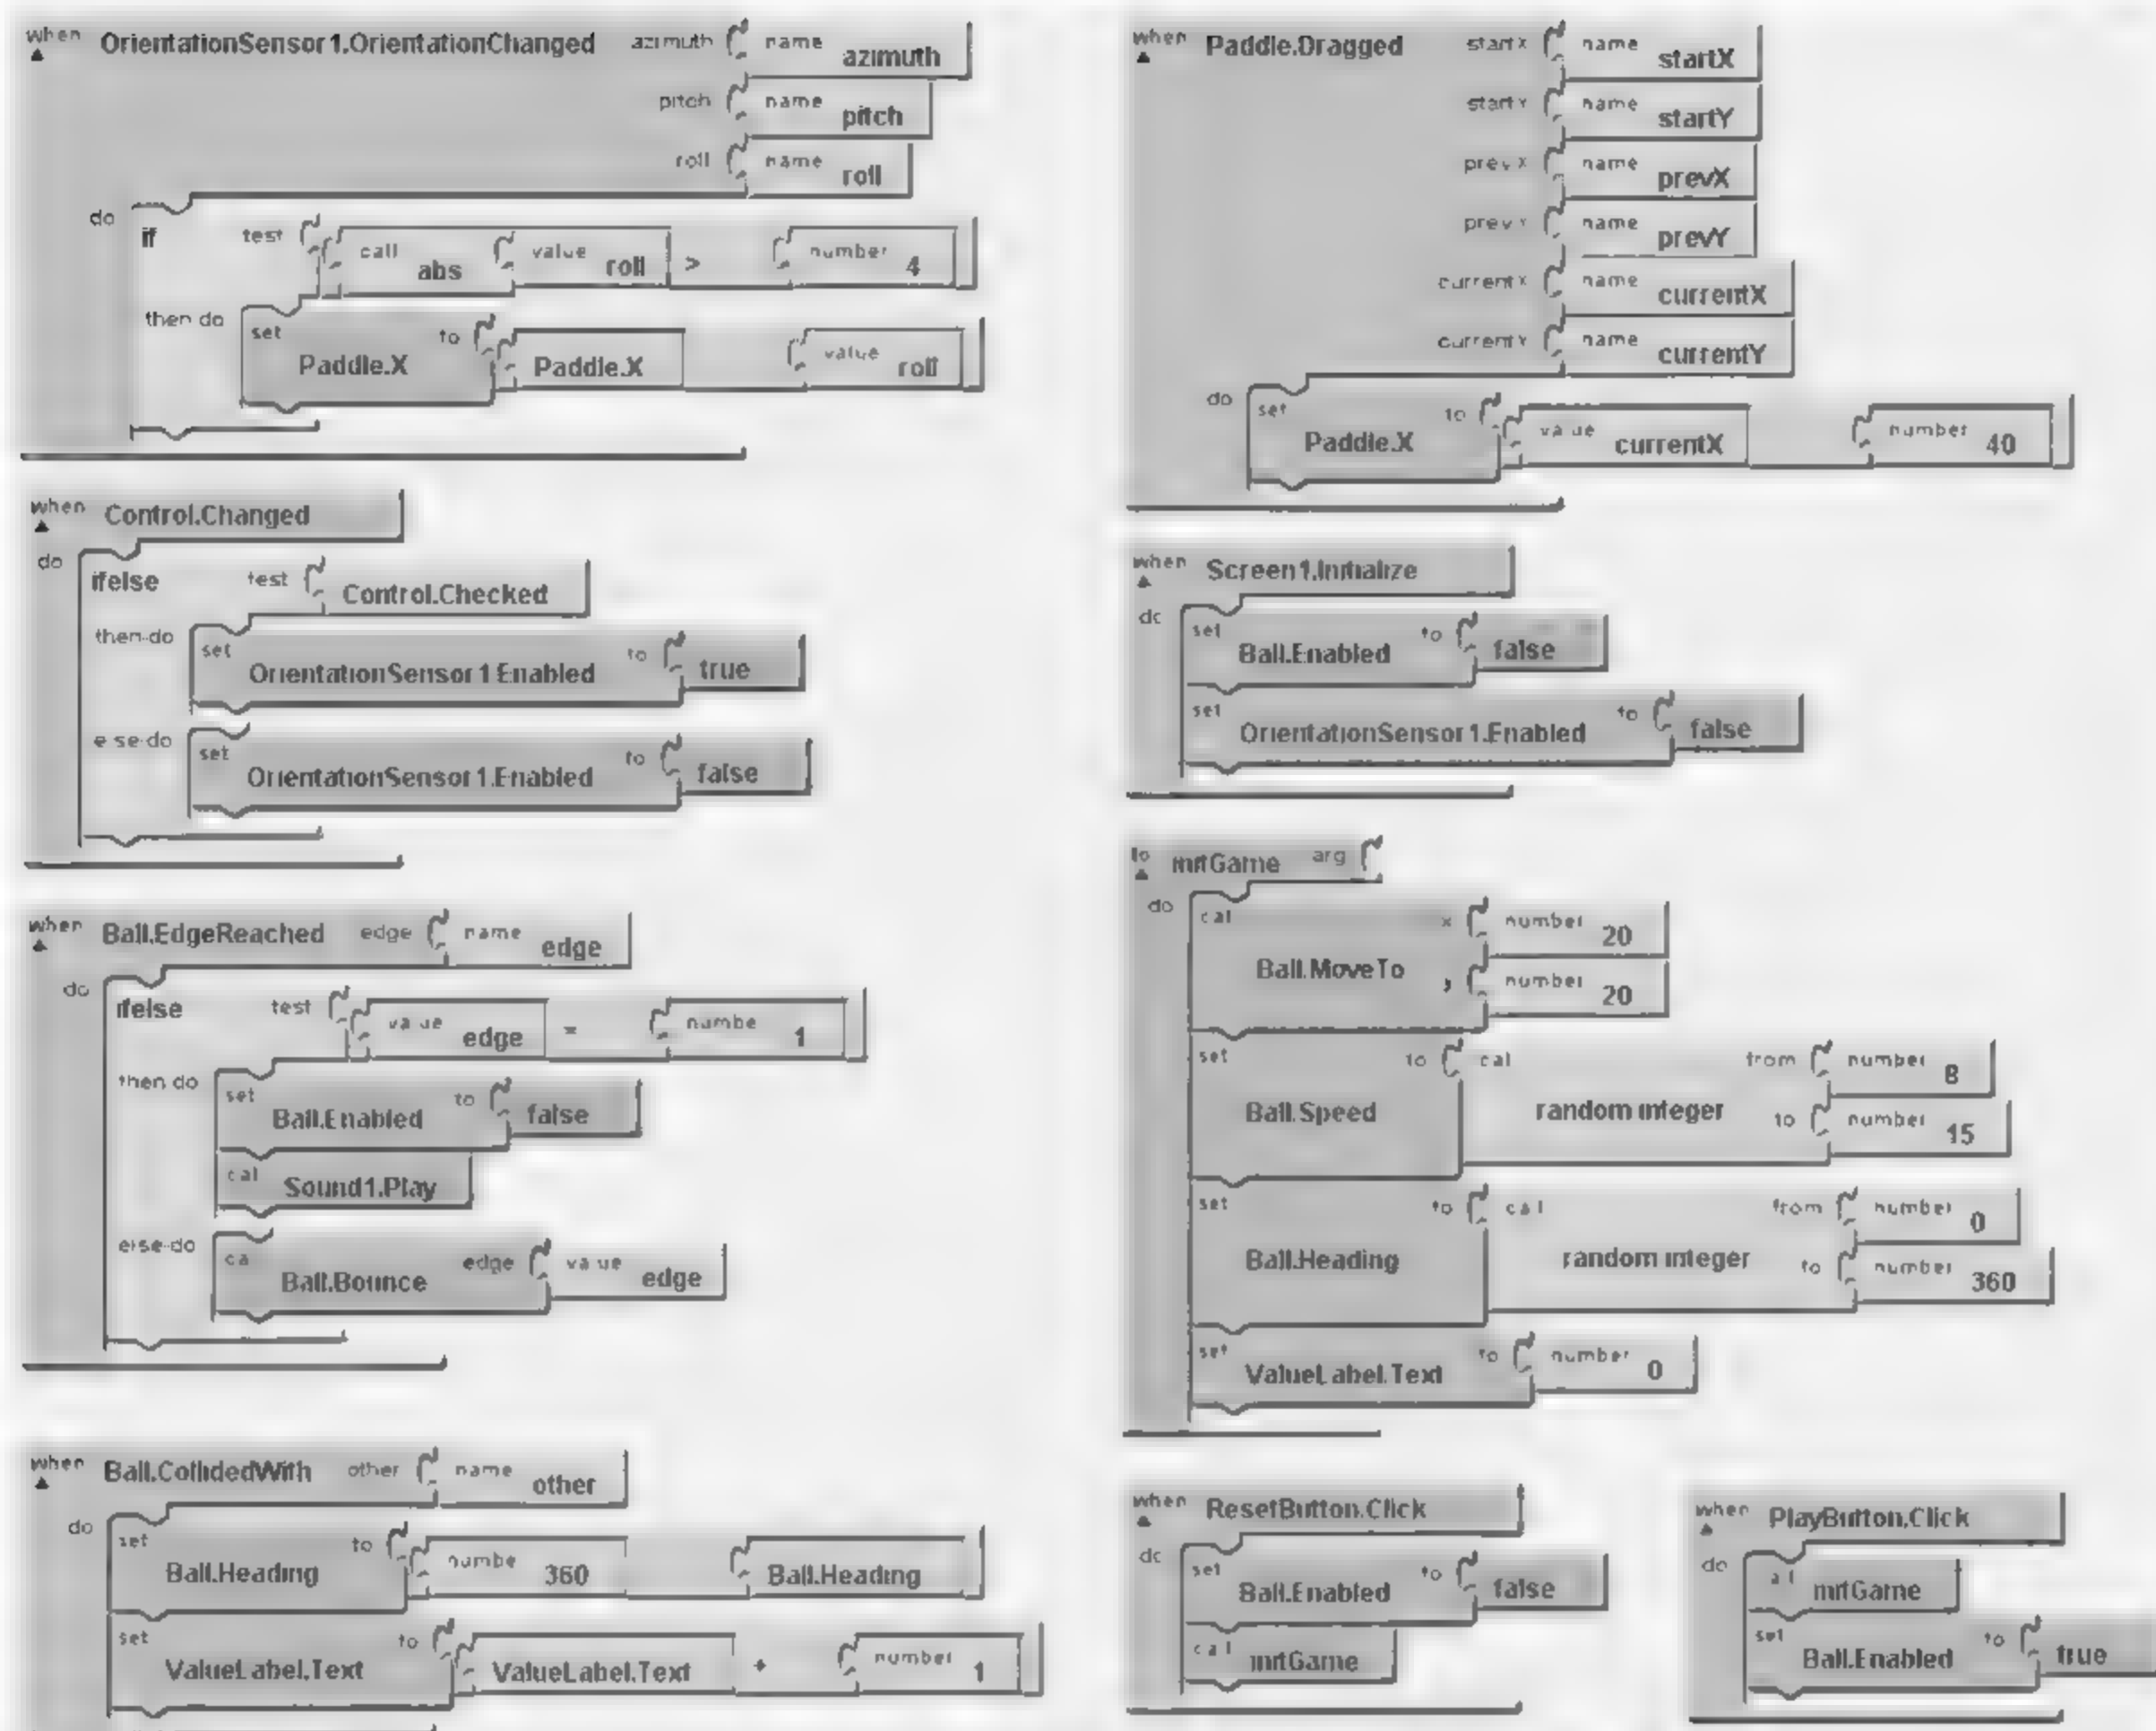 when OrientationSensor1.OrientationChanged azimuth name azimuth
pitch name pitch
roll name roll
do if test call abs value roll > number 4
then do set Paddle.X to Paddle.X value roll
when Control.Changed
do ifelse test Control.Checked
then-do set OrientationSensor1.Enabled to true
else-do set OrientationSensor1.Enabled to false
when Ball.EdgeReached edge name edge
do ifelse test value edge = number 1
then do set Ball.Enabled to false
call Sound1.Play
else-do call Ball.Bounce edge value edge
when Ball.CollidedWith other name other
do set Ball.Heading to number 360 Ball.Heading
set ValueLabel.Text to ValueLabel.Text + number 1
when Paddle.Dragged startX name startX
startY name startY
prevX name prevX
prevY name prevY
currentX name currentX
currentY name currentY
do set Paddle.X to value currentX number 40
when Screen1.Initialize
do set Ball.Enabled to false
set OrientationSensor1.Enabled to false
to initGame arg
do call Ball.MoveTo x number 20
y number 20
set Ball.Speed to call random integer from number 8
to number 15
set Ball.Heading to call random integer from number 0
to number 360
set ValueLabel.Text to number 0
when ResetButton.Click
do set Ball.Enabled to false
call initGame
when PlayButton.Click
do call initGame
set Ball.Enabled to true